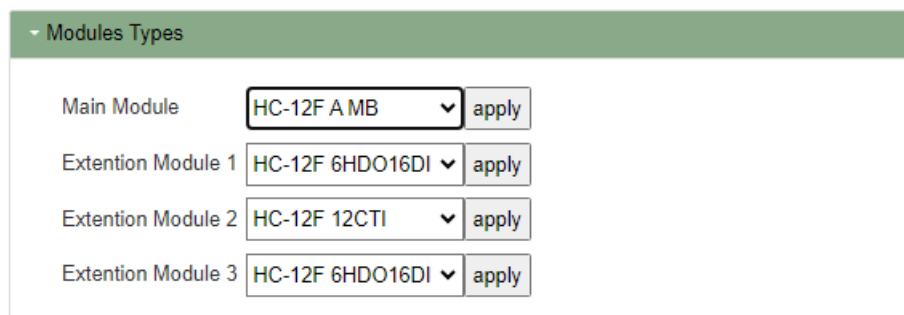 Modules Types
Main Module HC-12F A MB apply
Extention Module 1 HC-12F 6HDO16DI apply
Extention Module 2 HC-12F 12CTI apply
Extention Module 3 HC-12F 6HDO16DI apply